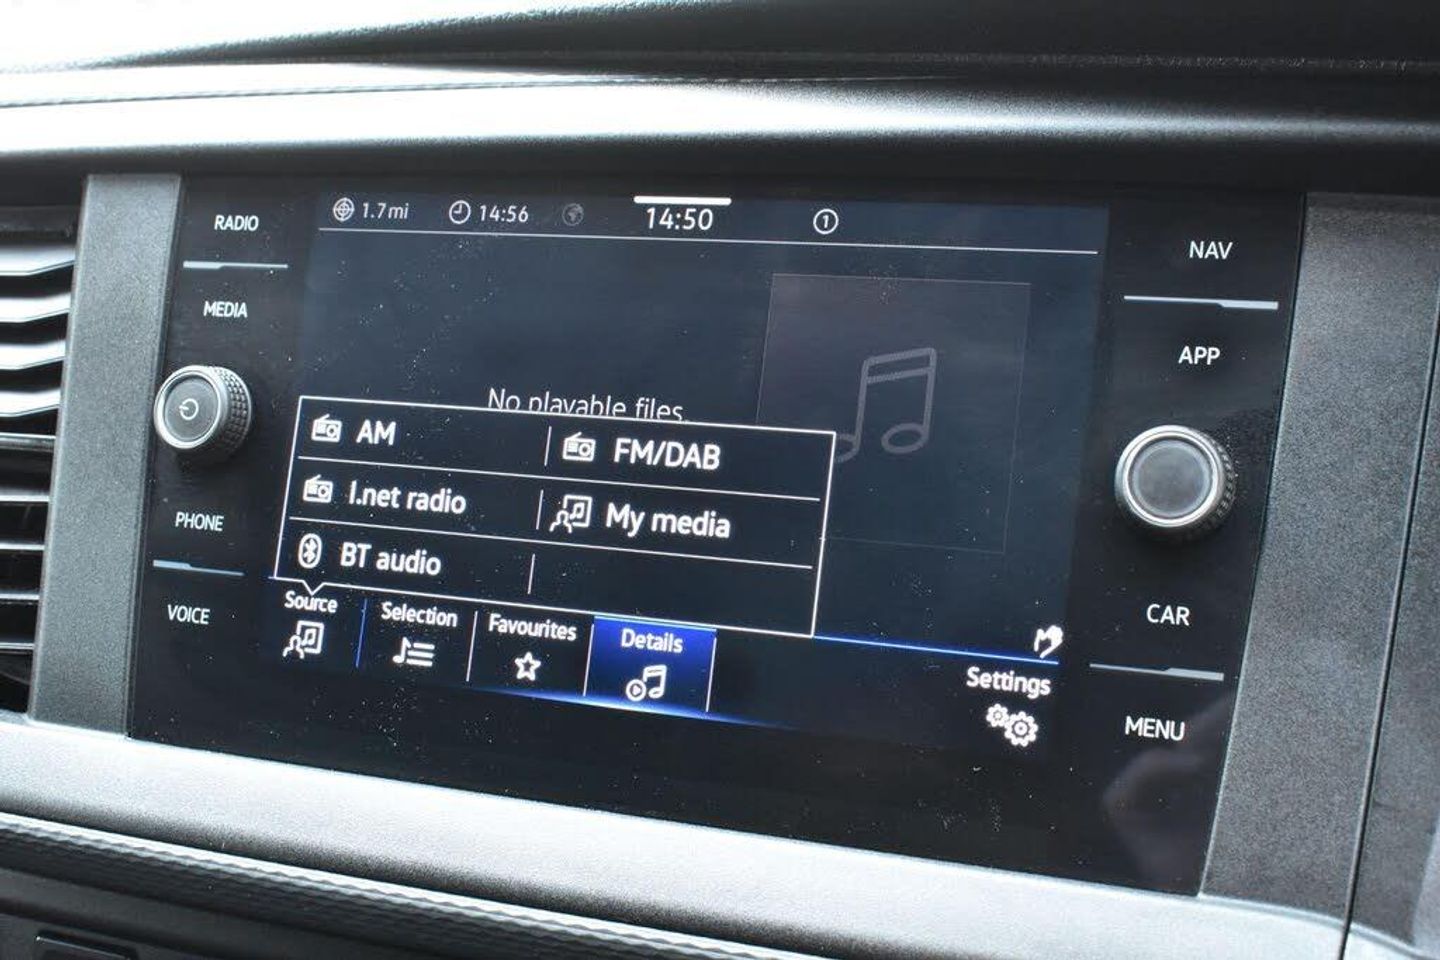 RADIO
MEDIA
PHONE
VOICE
1.7mi
14:56
14:50
1
No playable files.
AM
FM/DAB
I.net radio
My media
BT audio
Source
Selection
Favourites
Details
Settings
NAV
APP
CAR
MENU